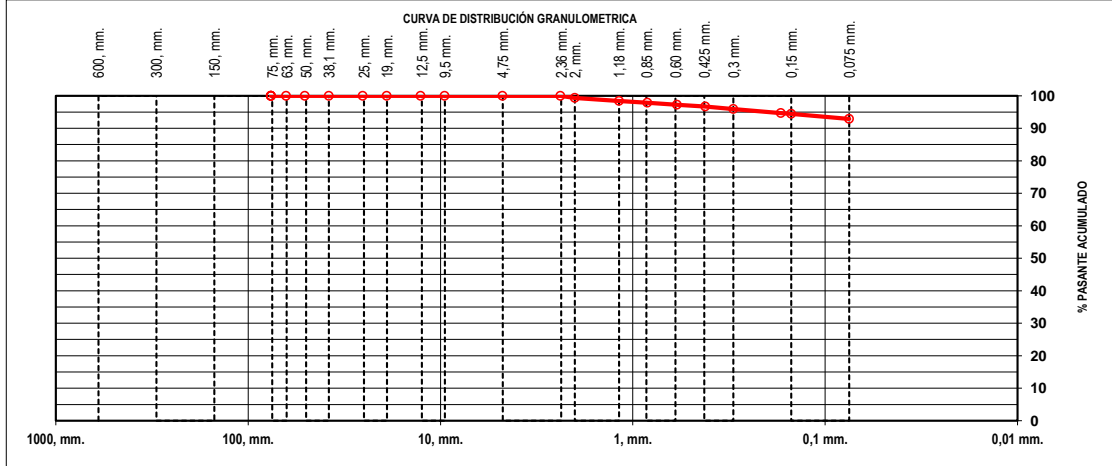 CURVA DE DISTRIBUCIÓN GRANULOMETRICA
600, mm.
300, mm.
150, mm.
75, mm.
63, mm.
50, mm.
38,1 mm.
25, mm.
19, mm.
12,5 mm.
9,5 mm.
4,75 mm.
2,36 mm.
2, mm.
1,18 mm.
0,85 mm.
0,60 mm.
0,425 mm
0,3 mm.
0,15 mm.
0,075 mm.
100
90
80
70
60
50
40
30
20
10
0
% PASANTE ACUMULADO
1000, mm.
100, mm.
10, mm.
1, mm.
0,1 mm.
0,01 mm.